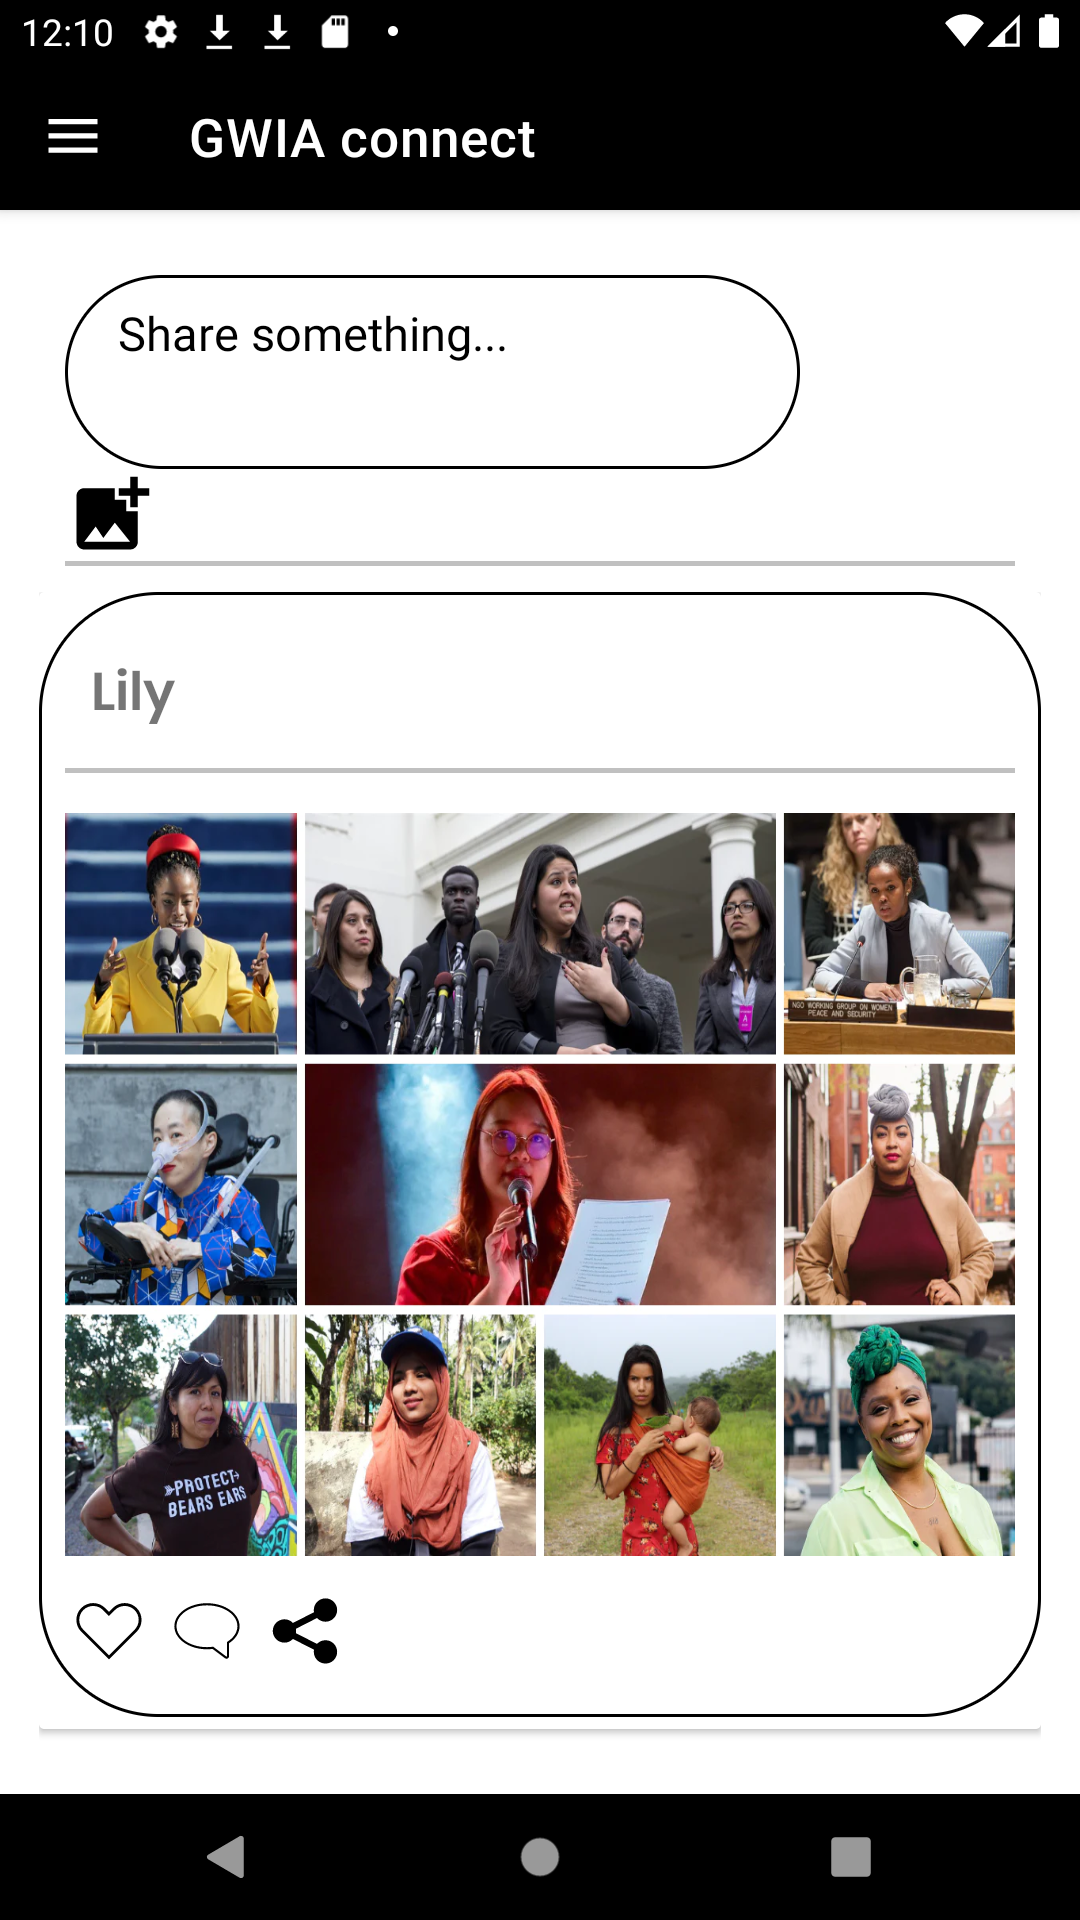 12:10
GWIA connect
Share something...
Lily
NGO WORKING GROUP ON WOMEN
PEACE AND SECURITY
A
PROTECT
BEARS EARS